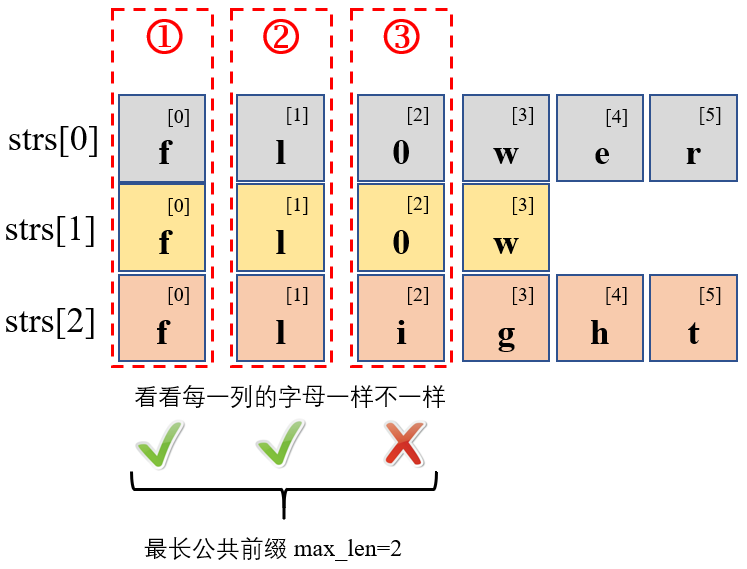 ① ② ③
strs[0] [0] f [1] l [2] 0 [3] w [4] e [5] r
strs[1] [0] f [1] l [2] 0 [3] w
strs[2] [0] f [1] l [2] i [3] g [4] h [5] t
看看每一列的字母一样不一样
最长公共前缀 max_len=2